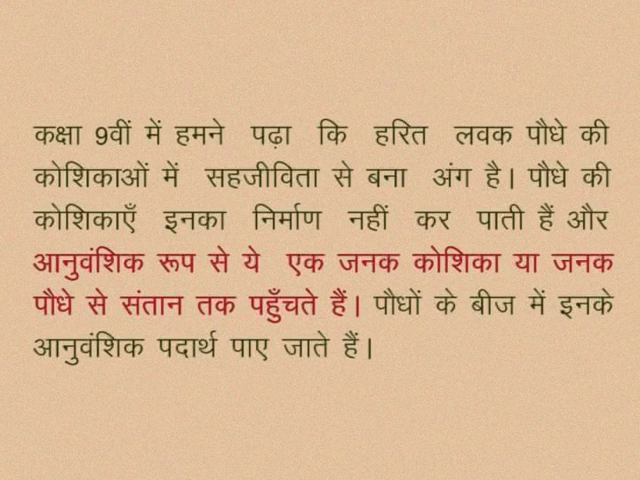 कक्षा 9वीं में हमने पढ़ा कि हरित लवक पौधे की
कोशिकाओं में सहजीविता से बना अंग है। पौधे की
कोशिकाएँ इनका निर्माण नहीं कर पाती हैं और
आनुवंशिक रूप से ये एक जनक कोशिका या जनक
पौधे से संतान तक पहुँचते हैं। पौधों के बीज में इनके
आनुवंशिक पदार्थ पाए जाते हैं।